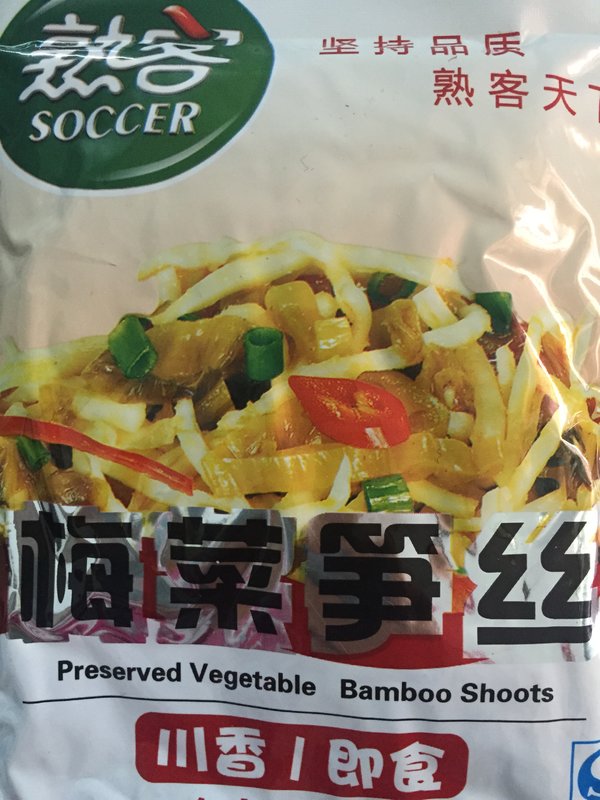 熟客
SOCCER
坚持品质
熟客天下
梅菜笋丝
Preserved Vegetable Bamboo Shoots
川香/即食